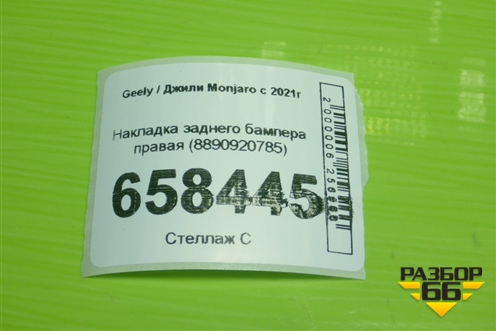 Geely / Джили Monjaro с 2021г
Накладка заднего бампера
правая (8890920785)
658445
Стеллаж С
РАЗБОР
66